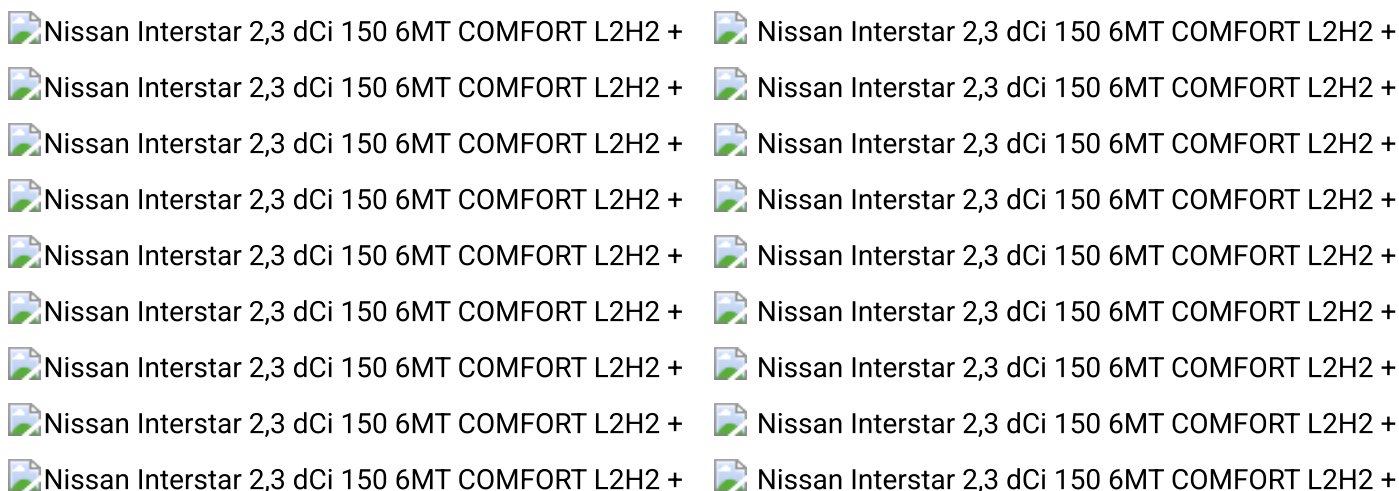 Nissan Interstar 2,3 dCi 150 6MT COMFORT L2H2 + Nissan Interstar 2,3 dCi 150 6MT COMFORT L2H2 +
Nissan Interstar 2,3 dCi 150 6MT COMFORT L2H2 + Nissan Interstar 2,3 dCi 150 6MT COMFORT L2H2 +
Nissan Interstar 2,3 dCi 150 6MT COMFORT L2H2 + Nissan Interstar 2,3 dCi 150 6MT COMFORT L2H2 +
Nissan Interstar 2,3 dCi 150 6MT COMFORT L2H2 + Nissan Interstar 2,3 dCi 150 6MT COMFORT L2H2 +
Nissan Interstar 2,3 dCi 150 6MT COMFORT L2H2 + Nissan Interstar 2,3 dCi 150 6MT COMFORT L2H2 +
Nissan Interstar 2,3 dCi 150 6MT COMFORT L2H2 + Nissan Interstar 2,3 dCi 150 6MT COMFORT L2H2 +
Nissan Interstar 2,3 dCi 150 6MT COMFORT L2H2 + Nissan Interstar 2,3 dCi 150 6MT COMFORT L2H2 +
Nissan Interstar 2,3 dCi 150 6MT COMFORT L2H2 + Nissan Interstar 2,3 dCi 150 6MT COMFORT L2H2 +
Nissan Interstar 2,3 dCi 150 6MT COMFORT L2H2 + Nissan Interstar 2,3 dCi 150 6MT COMFORT L2H2 +